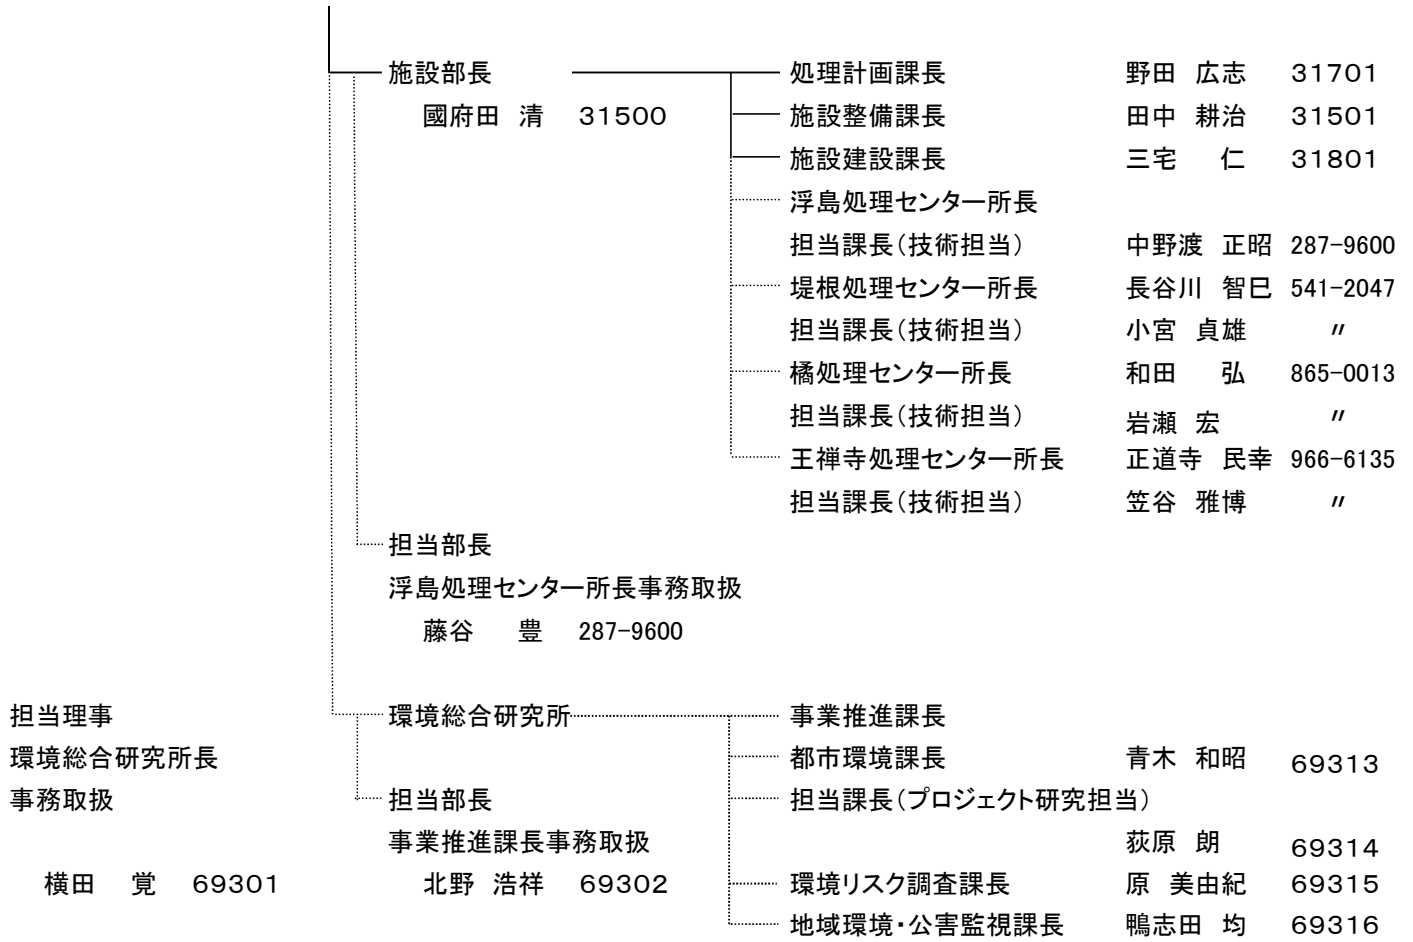 施設部長 処理計画課長 野田 広志 31701
國府田 清 31500 施設整備課長 田中 耕治 31501
施設建設課長 三宅 仁 31801
浮島処理センター所長
担当課長(技術担当) 中野渡 正昭 287-9600
堤根処理センター所長 長谷川 智巳 541-2047
担当課長(技術担当) 小宮 貞雄 〃
橘処理センター所長 和田 弘 865-0013
担当課長(技術担当) 岩瀬 宏 〃
王禅寺処理センター所長 正道寺 民幸 966-6135
担当課長(技術担当) 笠谷 雅博 〃
担当部長
浮島処理センター所長事務取扱
藤谷 豊 287-9600
担当理事 環境総合研究所 事業推進課長
環境総合研究所長 都市環境課長 青木 和昭 69313
事務取扱 担当部長 担当課長(プロジェクト研究担当)
事業推進課長事務取扱 荻原 朗 69314
横田 覚 69301 北野 浩祥 69302 環境リスク調査課長 原 美由紀 69315
地域環境・公害監視課長 鴨志田 均 69316